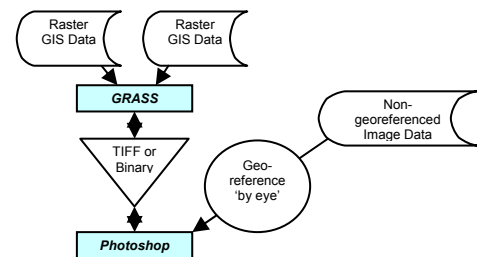 Raster
GIS Data
Raster
GIS Data
GRASS
Non-
georeferenced
Image Data
TIFF or
Binary
Geo-
reference
'by eye'
Photoshop